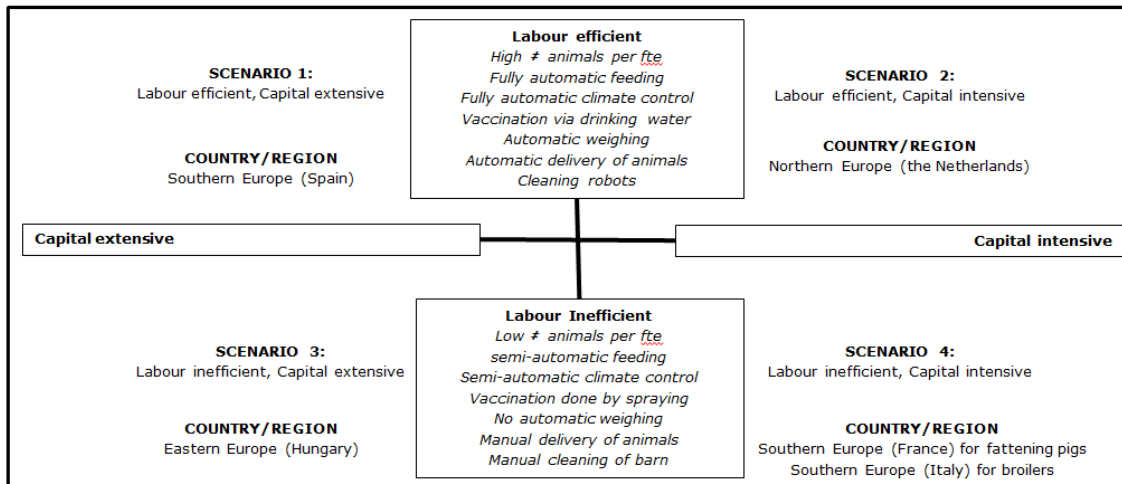 Labour efficient
High ≠ animals per fte
Fully automatic feeding
Fully automatic climate control
Vaccination via drinking water
Automatic weighing
Automatic delivery of animals
Cleaning robots
SCENARIO 1:
Labour efficient, Capital extensive
COUNTRY/REGION
Southern Europe (Spain)
SCENARIO 2:
Labour efficient, Capital intensive
COUNTRY/REGION
Northern Europe (the Netherlands)
Capital extensive
Capital intensive
Labour Inefficient
Low ≠ animals per fte
semi-automatic feeding
Semi-automatic climate control
Vaccination done by spraying
No automatic weighing
Manual delivery of animals
Manual cleaning of barn
SCENARIO 3:
Labour inefficient, Capital extensive
COUNTRY/REGION
Eastern Europe (Hungary)
SCENARIO 4:
Labour inefficient, Capital intensive
COUNTRY/REGION
Southern Europe (France) for fattening pigs
Southern Europe (Italy) for broilers